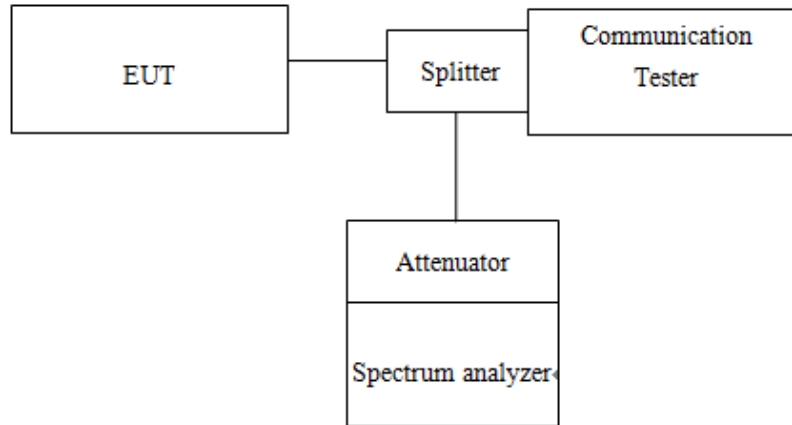 EUT
Splitter
Communication
Tester
Attenuator
Spectrum analyzer